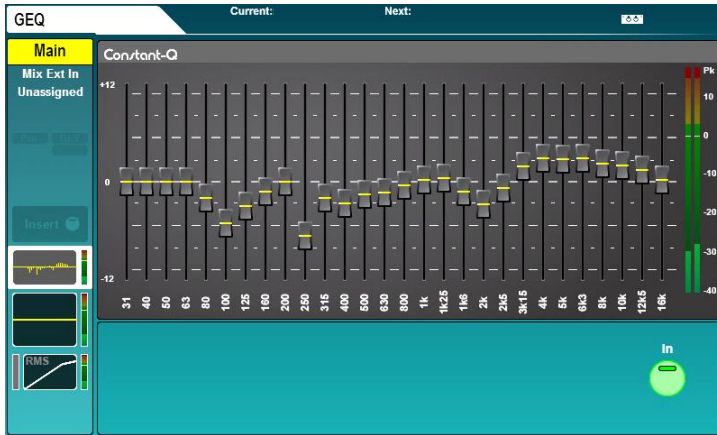 GEQ
Current:
Next:
Main
Mix Ext In
Unassigned
Insert
RMS
Constant-Q
+12
0
-12
31 40 50 63 80 100 125 160 200 250 315 400 500 630 800 1k 1k25 1k6 2k 2k5 3k15 4k 5k 6k3 8k 10k 12k5 16k
Pk
10
0
-10
-20
-30
-40
In